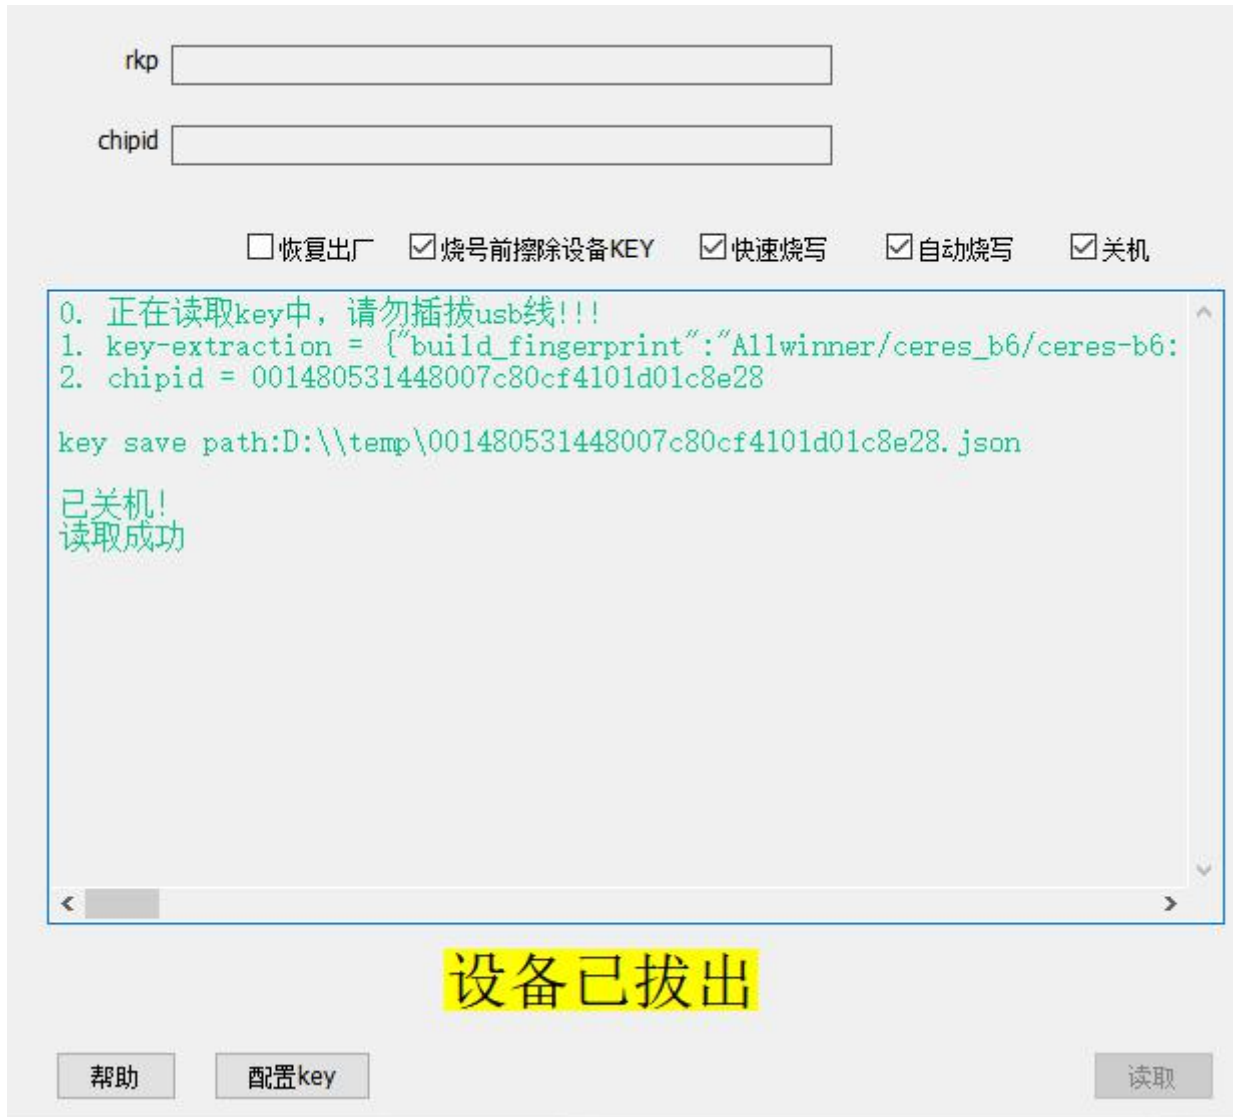 rkp
chipid
恢复出厂 烧号前擦除设备KEY 快速烧写 自动烧写 关机
0. 正在读取key中，请勿插拔usb线!!!
1. key-extraction = {"build_fingerprint":"Allwinner/ceres_b6/ceres-b6:
2. chipid = 001480531448007c80cf4101d01c8e28
key save path:D:\\temp\001480531448007c80cf4101d01c8e28.json
已关机!
读取成功
设备已拔出
帮助 配置key 读取